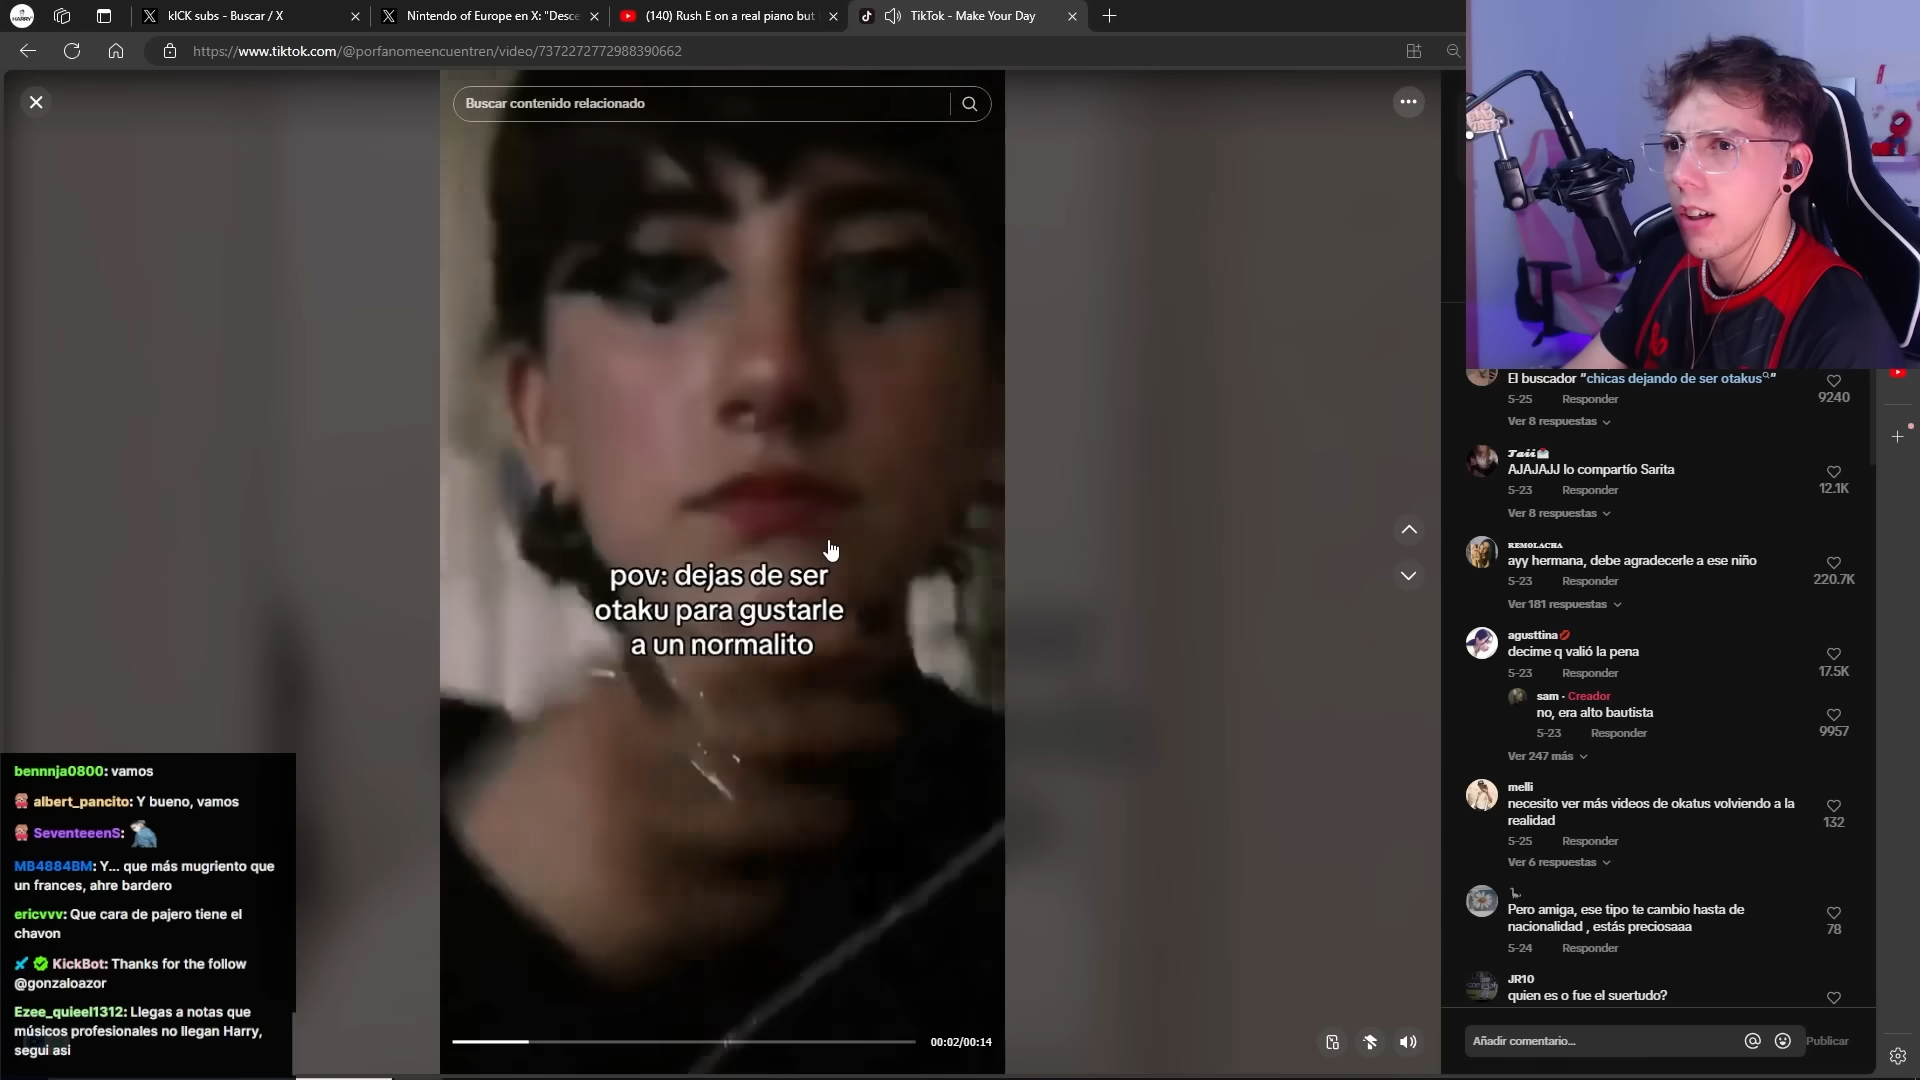 kICK subs - Buscar / X
Nintendo of Europe en X: "Desce
(140) Rush E on a real piano but
TikTok - Make Your Day
https://www.tiktok.com/@porfanomeencuentren/video/7372272772988390662
Buscar contenido relacionado
pov: dejas de ser
otaku para gustarle
a un normalito
00:02/00:14
El buscador "chicas dejando de ser otakus"
5-25 Responder
9240
Ver 8 respuestas
Taii
AJAJAJJ lo compartío Sarita
5-23 Responder
12.1K
Ver 8 respuestas
REMOLACHA
ayy hermana, debe agradecerle a ese niño
5-23 Responder
220.7K
Ver 181 respuestas
agusttina
decime q valió la pena
5-23 Responder
17.5K
sam · Creador
no, era alto bautista
5-23 Responder
9957
Ver 247 más
melli
necesito ver más videos de okatus volviendo a la
realidad
132
5-25 Responder
Ver 6 respuestas
Pero amiga, ese tipo te cambio hasta de
nacionalidad , estás preciosaaa
78
5-24 Responder
JR10
quien es o fue el suertudo?
Añadir comentario...
Publicar
bennnja0800: vamos
albert_pancito: Y bueno, vamos
SeventeeenS:
MB4884BM: Y... que más mugriento que
un frances, ahre bardero
ericvvv: Que cara de pajero tiene el
chavon
KickBot: Thanks for the follow
@gonzaloazor
Ezee_quieel1312: Llegas a notas que
músicos profesionales no llegan Harry,
segui asi